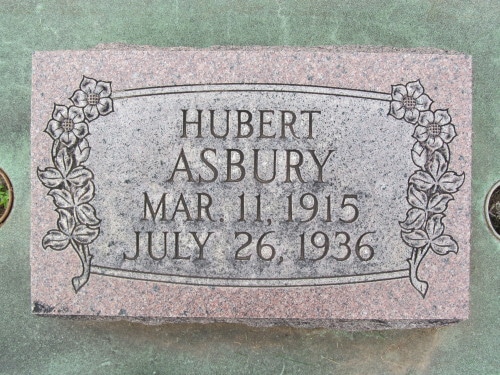 HUBERT
ASBURY
MAR. 11, 1915
JULY 26, 1936